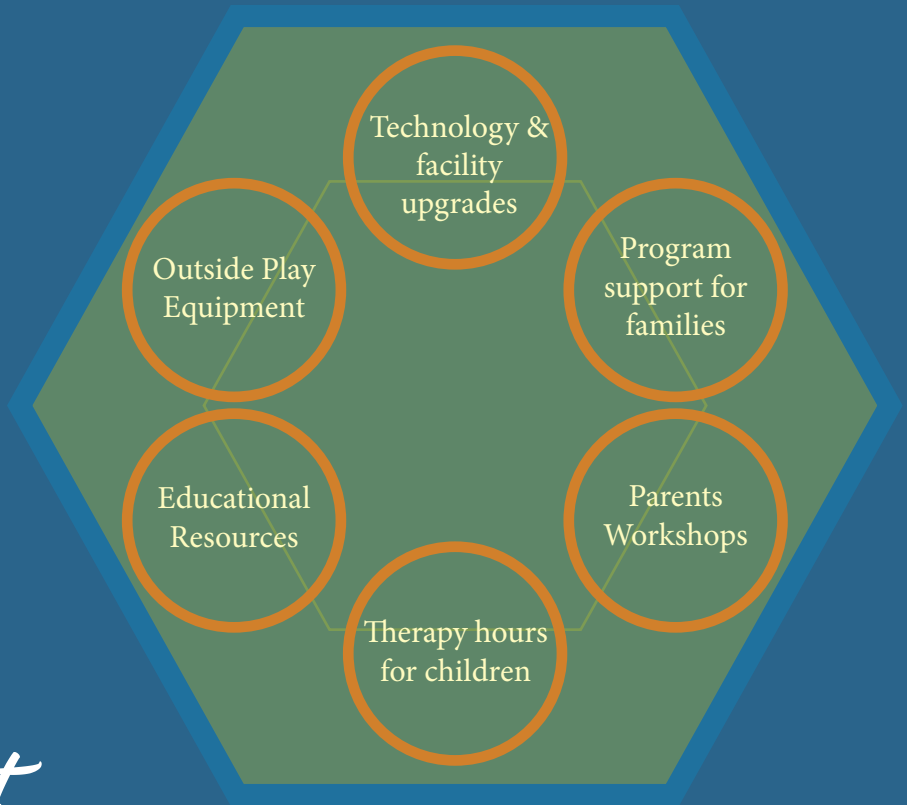 Technology &
facility
upgrades
Program
support for
families
Parents
Workshops
Therapy hours
for children
Educational
Resources
Outside Play
Equipment
t